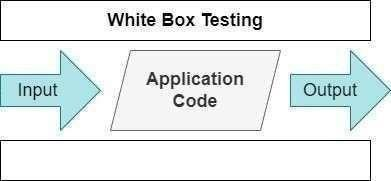 White Box Testing
Input
Application
Code
Output